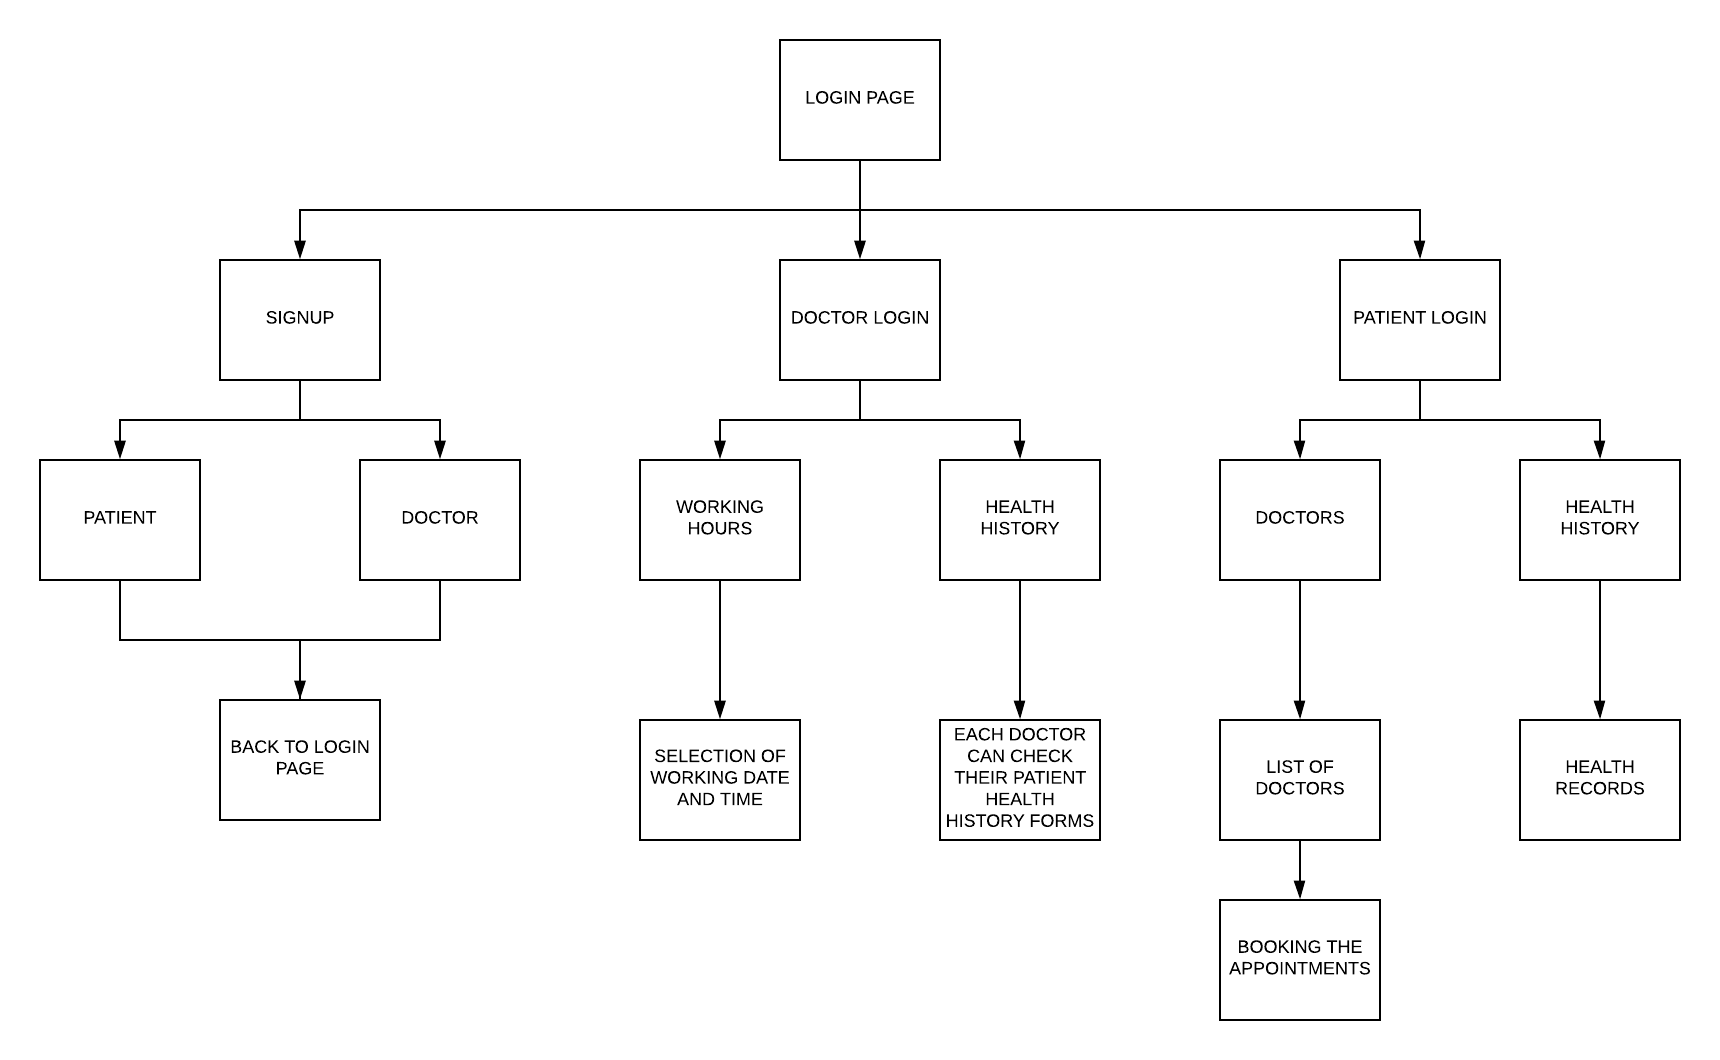 LOGIN PAGE
SIGNUP
DOCTOR LOGIN
PATIENT LOGIN
PATIENT
DOCTOR
WORKING
HOURS
HEALTH
HISTORY
DOCTORS
HEALTH
HISTORY
BACK TO LOGIN
PAGE
SELECTION OF
WORKING DATE
AND TIME
EACH DOCTOR
CAN CHECK
THEIR PATIENT
HEALTH
HISTORY FORMS
LIST OF
DOCTORS
HEALTH
RECORDS
BOOKING THE
APPOINTMENTS